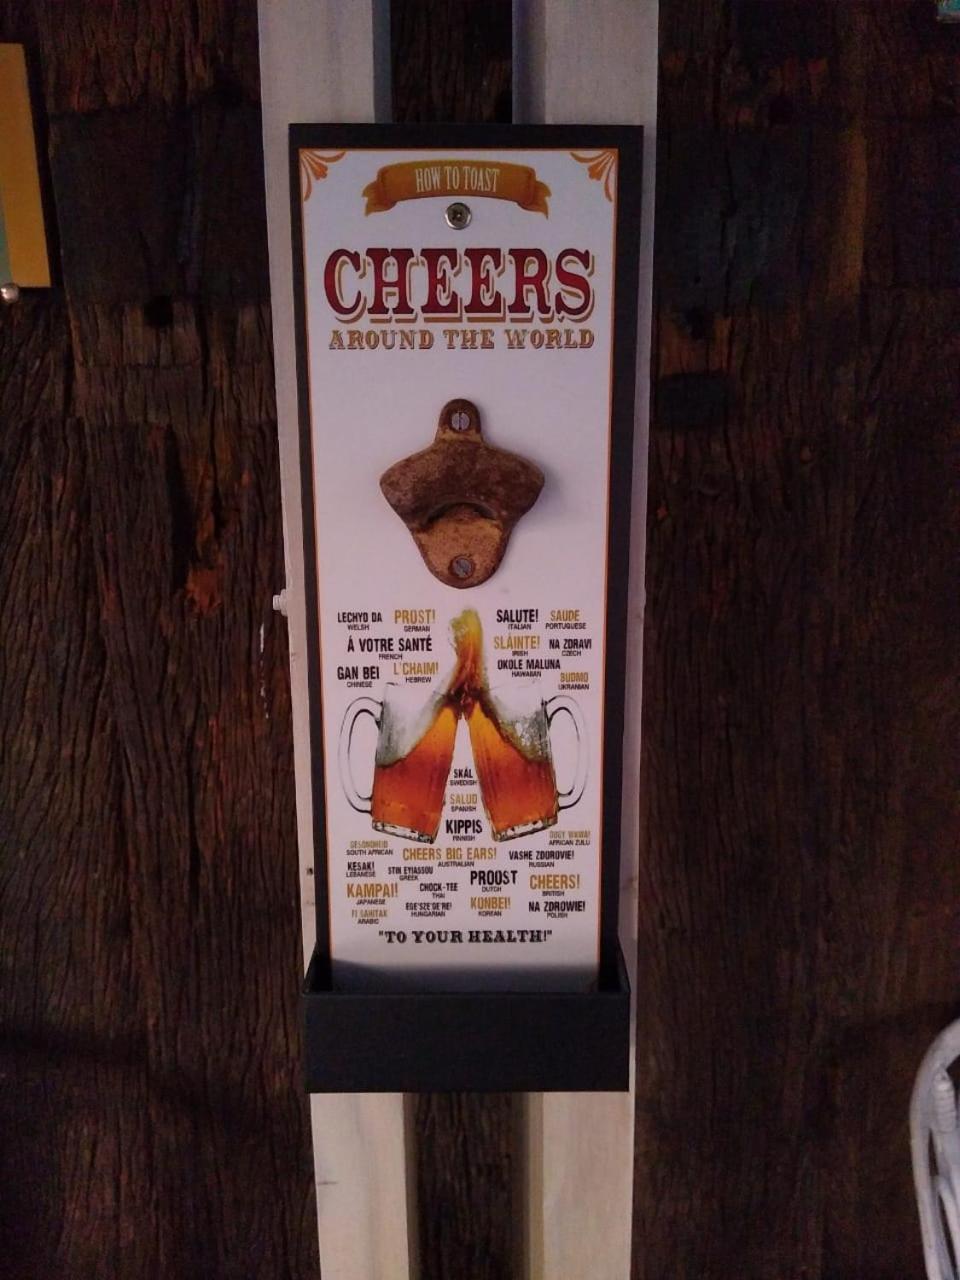 HOW TO TOAST
CHEERS
AROUND THE WORLD
LECHYD DA
WELSH
PROST!
GERMAN
SALUTE!
ITALIAN
SAUDE
PORTUGUESE
Á VOTRE SANTÉ
FRENCH
SLÁINTE!
IRISH
NA ZDRAVI
CZECH
GAN BEI
CHINESE
L'CHAIM!
HEBREW
OKOLE MALUNA
HAWAIIAN
BUDMO
UKRANIAN
SKÁL
SWEDISH
SALUD
SPANISH
KIPPIS
FINNISH
GESONDHEID
SOUTH AFRICAN
CHEERS BIG EARS!
AUSTRALIAN
VASHE ZDOROVIE!
RUSSIAN
OOGY WAWA!
AFRICAN ZULU
KESAK!
LEBANESE
STIN EYIASSOU
GREEK
PROOST
DUTCH
CHEERS!
BRITISH
KAMPAI!
JAPANESE
CHOCK-TEE
THAI
FI SAHITAK
ARABIC
EGE'SZE'GE'RE!
HUNGARIAN
KONBEI!
KOREAN
NA ZDROWIE!
POLISH
"TO YOUR HEALTH!"